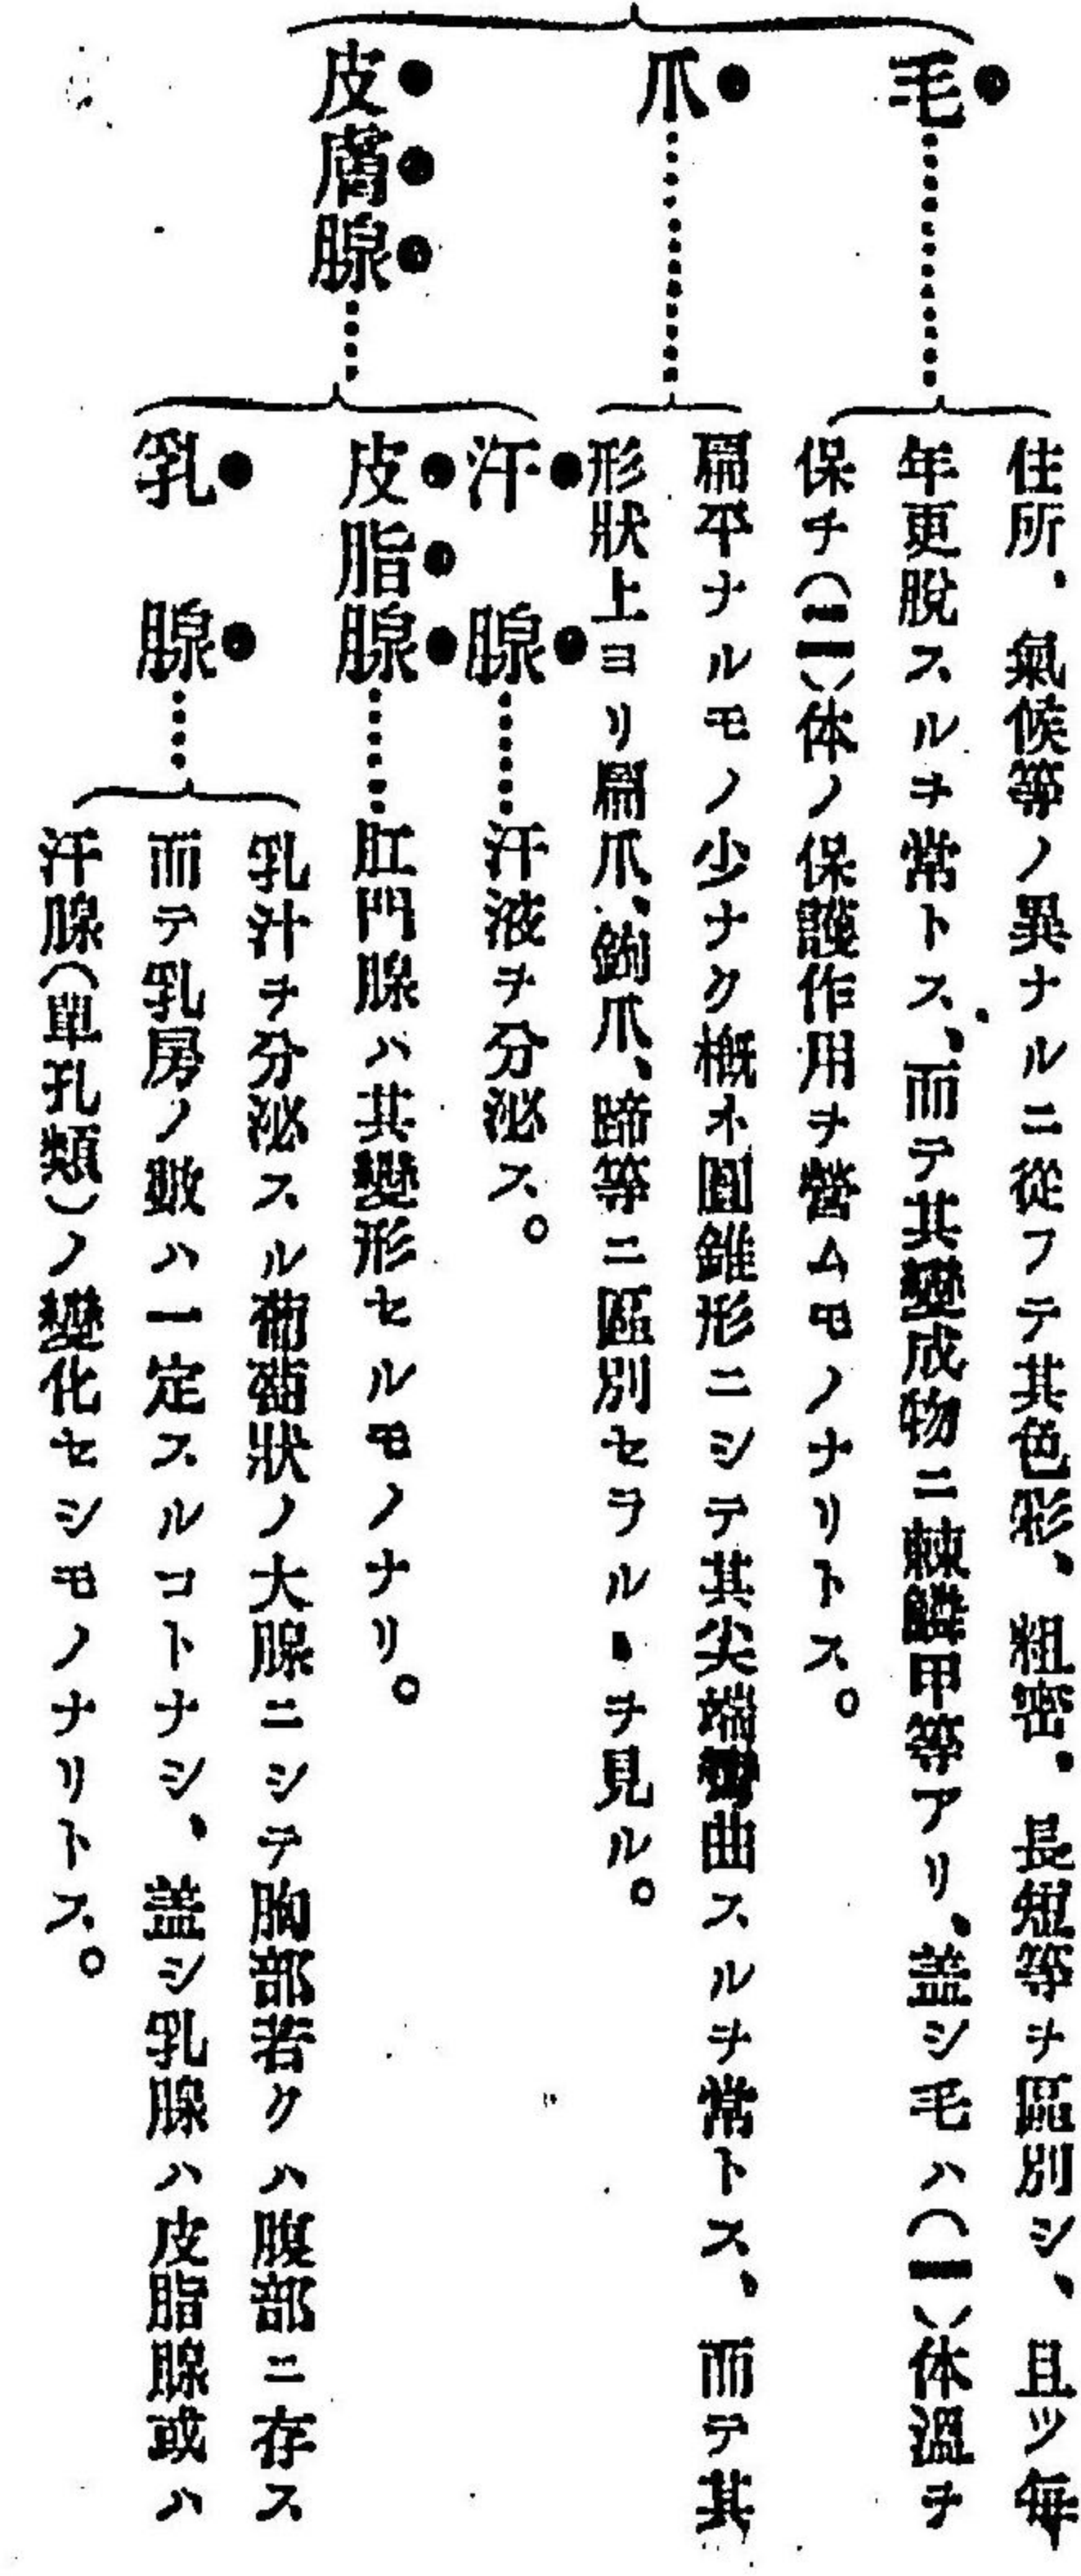 毛
住所、氣候等ノ異ナルニ從フテ其色彩、粗密、長短等ヲ區別シ、且ツ每
年更脫スルヲ常トス、而テ其變成物ニ棘鱗甲等アリ、盖シ毛ハ(一)体溫ヲ
保チ(二)体ノ保護作用ヲ營ムモノナリトス。
爪
扁平ナルモノ少ナク槪ネ圓錐形ニシテ其尖端彎曲スルヲ常トス、而テ其
形狀上ヨリ扁爪、鉤爪、蹄等ニ區別セラルヽヲ見ル。
皮膚腺
汗腺
汗液ヲ分泌ス。
皮脂腺
肛門腺ハ其變形セルモノナリ。
乳腺
乳汁ヲ分泌スル葡萄狀ノ大腺ニシテ胸部若クハ腹部ニ存ス
而テ乳房ノ數ハ一定スルコトナシ、盖シ乳腺ハ皮脂腺或ハ
汗腺(單孔類)ノ變化セシモノナリトス。